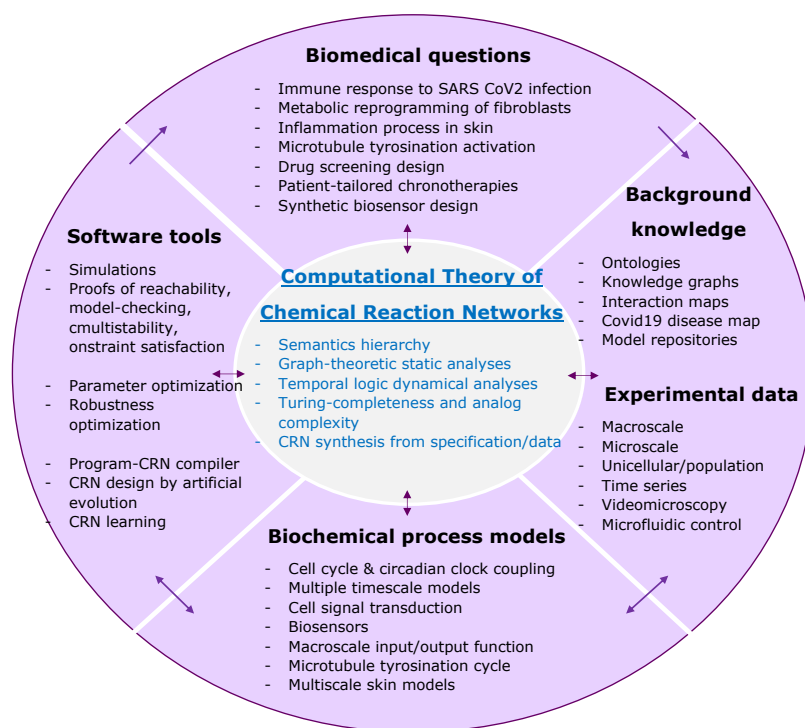 Biomedical questions
- Immune response to SARS CoV2 infection
- Metabolic reprogramming of fibroblasts
- Inflammation process in skin
- Microtubule tyrosination activation
- Drug screening design
- Patient-tailored chronotherapies
- Synthetic biosensor design
Background
knowledge
- Ontologies
- Knowledge graphs
- Interaction maps
- Covid19 disease map
- Model repositories
Experimental data
- Macroscale
- Microscale
- Unicellular/population
- Time series
- Videomicroscopy
- Microfluidic control
Software tools
- Simulations
- Proofs of reachability,
model-checking,
cmultistability,
onstraint satisfaction
- Parameter optimization
- Robustness
optimization
- Program-CRN compiler
- CRN design by artificial
evolution
- CRN learning
Computational Theory of
Chemical Reaction Networks
- Semantics hierarchy
- Graph-theoretic static analyses
- Temporal logic dynamical analyses
- Turing-completeness and analog
complexity
- CRN synthesis from specification/data
Biochemical process models
- Cell cycle & circadian clock coupling
- Multiple timescale models
- Cell signal transduction
- Biosensors
- Macroscale input/output function
- Microtubule tyrosination cycle
- Multiscale skin models